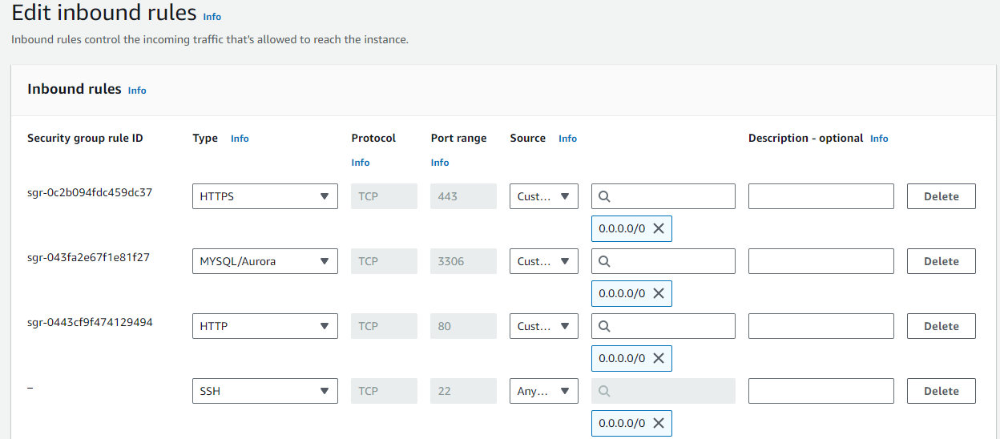 Edit inbound rules Info
Inbound rules control the incoming traffic that's allowed to reach the instance.
Inbound rules Info
Security group rule ID Type Info Protocol Info Port range Info Source Info Description - optional Info
sgr-0c2b094fdc459dc37 HTTPS TCP 443 Cust... Delete
0.0.0.0/0
sgr-043fa2e67f1e81f27 MYSQL/Aurora TCP 3306 Cust... Delete
0.0.0.0/0
sgr-0443cf9f474129494 HTTP TCP 80 Cust... Delete
0.0.0.0/0
– SSH TCP 22 Any... Delete
0.0.0.0/0